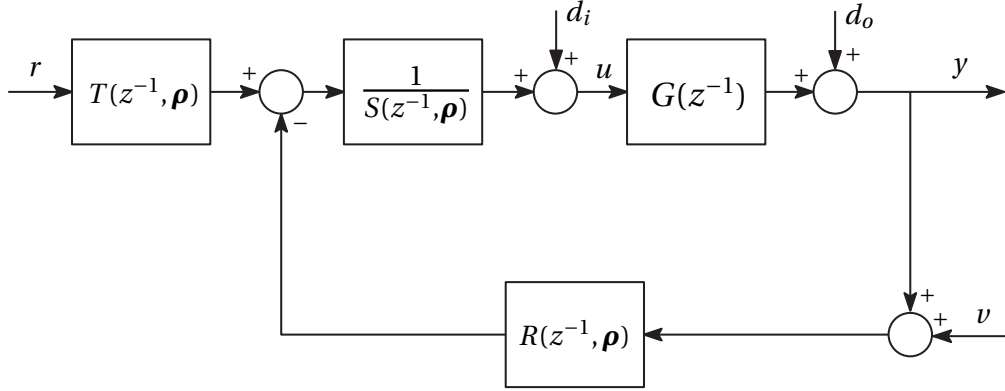 r
T(z⁻¹, ρ)
+
−
1
S(z⁻¹, ρ)
+
dᵢ
+
u
G(z⁻¹)
+
dₒ
+
y
R(z⁻¹, ρ)
+
+
v